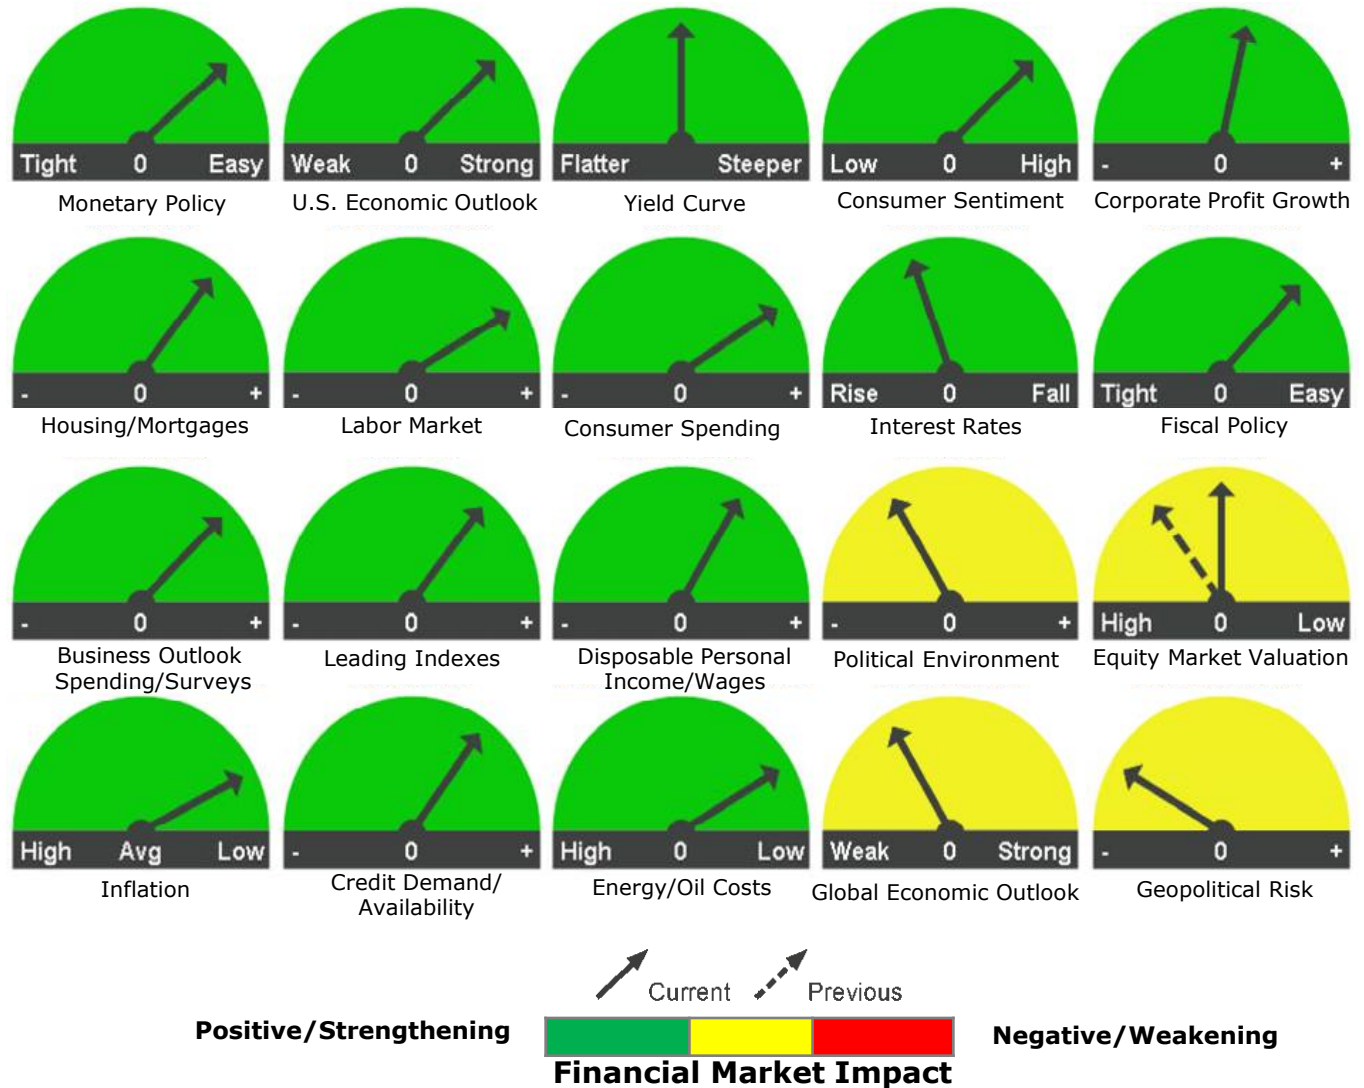 Tight 0 Easy
Weak 0 Strong
Flatter Steeper
Low 0 High
- 0 +
Monetary Policy
U.S. Economic Outlook
Yield Curve
Consumer Sentiment
Corporate Profit Growth
- 0 +
- 0 +
- 0 +
Rise 0 Fall
Tight 0 Easy
Housing/Mortgages
Labor Market
Consumer Spending
Interest Rates
Fiscal Policy
- 0 +
- 0 +
- 0 +
- 0 +
High 0 Low
Business Outlook
Spending/Surveys
Leading Indexes
Disposable Personal
Income/Wages
Political Environment
Equity Market Valuation
High Avg Low
- 0 +
High 0 Low
Weak 0 Strong
- 0 +
Inflation
Credit Demand/
Availability
Energy/Oil Costs
Global Economic Outlook
Geopolitical Risk
Current Previous
Positive/Strengthening Negative/Weakening
Financial Market Impact